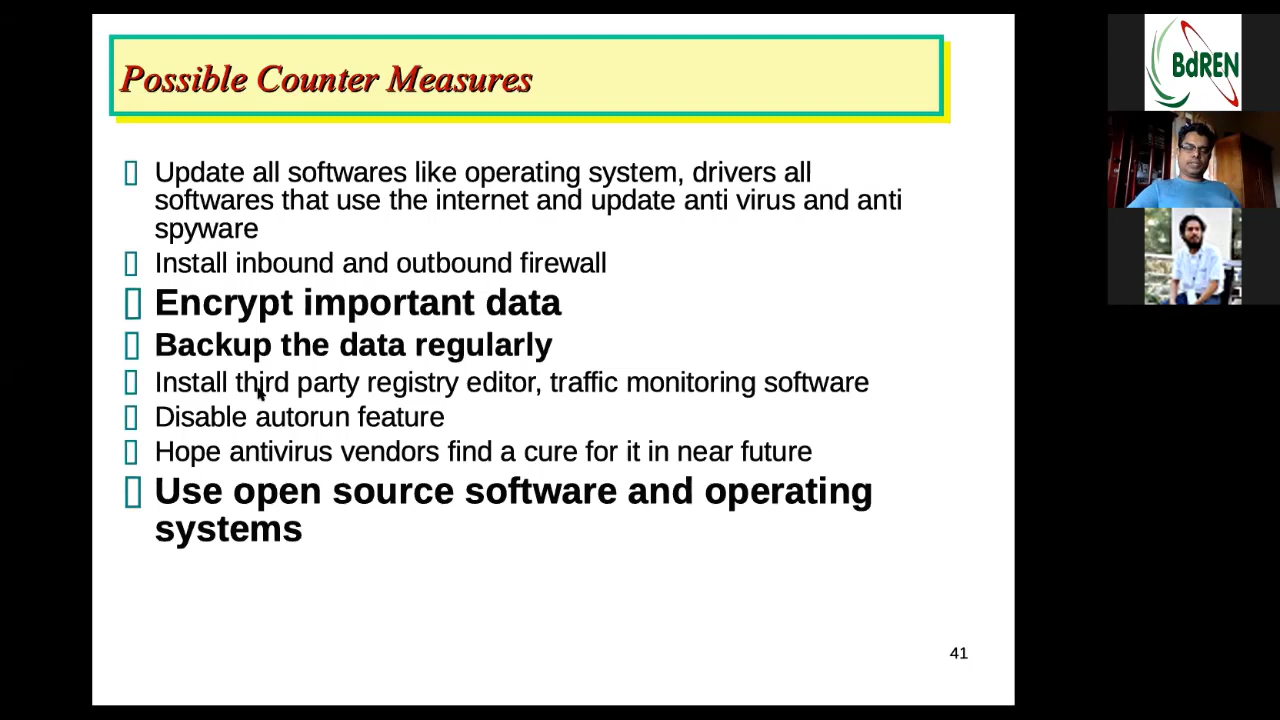 Possible Counter Measures
Update all softwares like operating system, drivers all
softwares that use the internet and update anti virus and anti
spyware
Install inbound and outbound firewall
Encrypt important data
Backup the data regularly
Install third party registry editor, traffic monitoring software
Disable autorun feature
Hope antivirus vendors find a cure for it in near future
Use open source software and operating
systems
41
BdREN